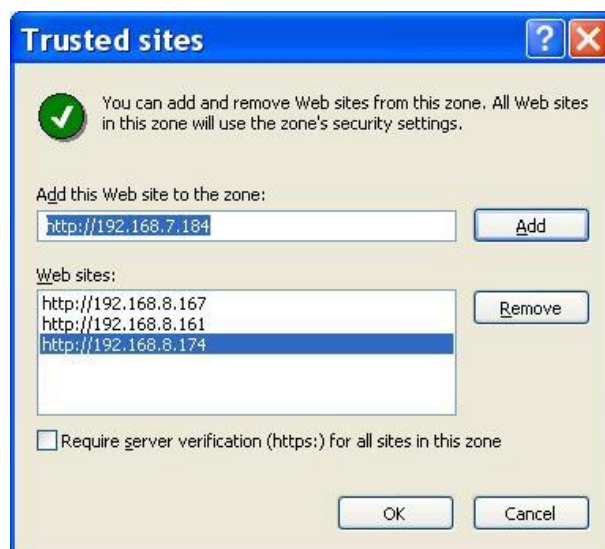 Trusted sites
You can add and remove Web sites from this zone. All Web sites
in this zone will use the zone's security settings.
Add this Web site to the zone:
http://192.168.7.184
Add
Web sites:
http://192.168.8.167
http://192.168.8.161
http://192.168.8.174
Remove
Require server verification (https:) for all sites in this zone
OK
Cancel